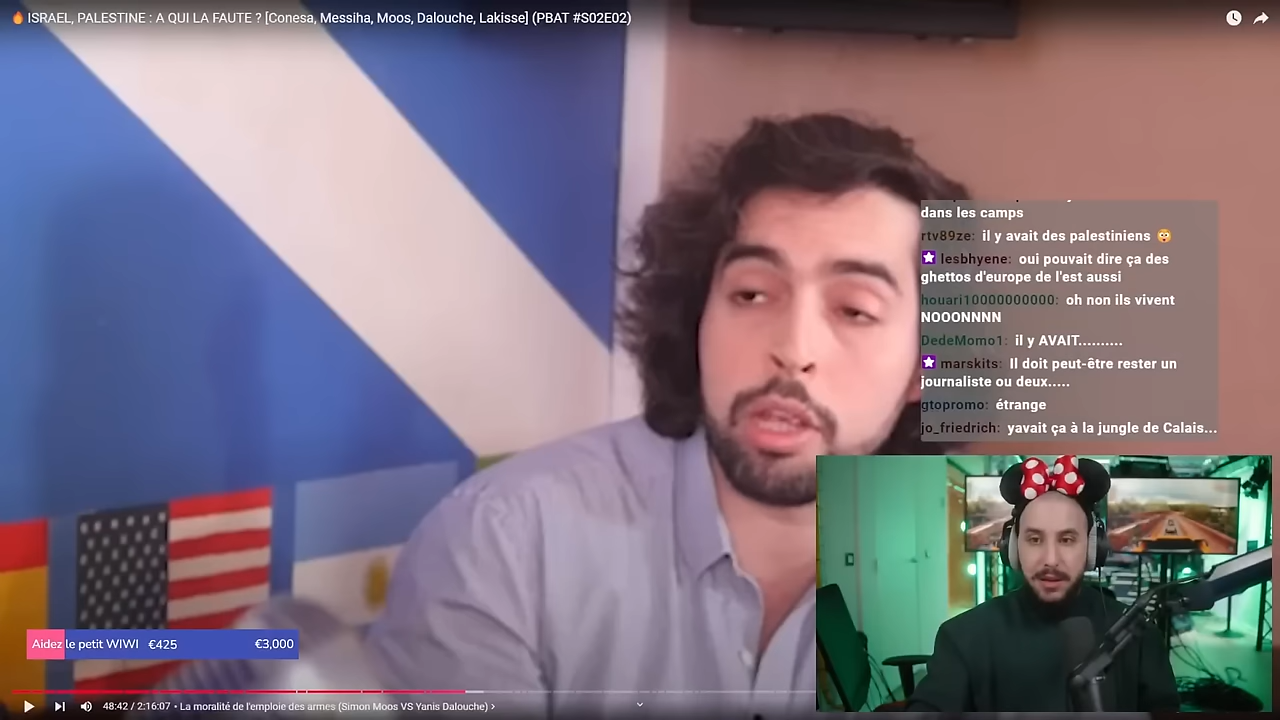 🔥 ISRAEL, PALESTINE : A QUI LA FAUTE ? [Conesa, Messiha, Moos, Dalouche, Lakisse] (PBAT #S02E02)
dans les camps
rtv89ze: il y avait des palestiniens 😳
lesbhyene: oui pouvait dire ça des
ghettos d'europe de l'est aussi
houari10000000000: oh non ils vivent
NOOONNNN
DedeMomo1: il y AVAIT..........
marskits: Il doit peut-être rester un
journaliste ou deux.....
gtopromo: étrange
jo_friedrich: yavait ça à la jungle de Calais...
Aidez le petit WIWI €425 €3,000
48:42 / 2:16:07 • La moralité de l'emploie des armes (Simon Moos VS Yanis Dalouche) ›